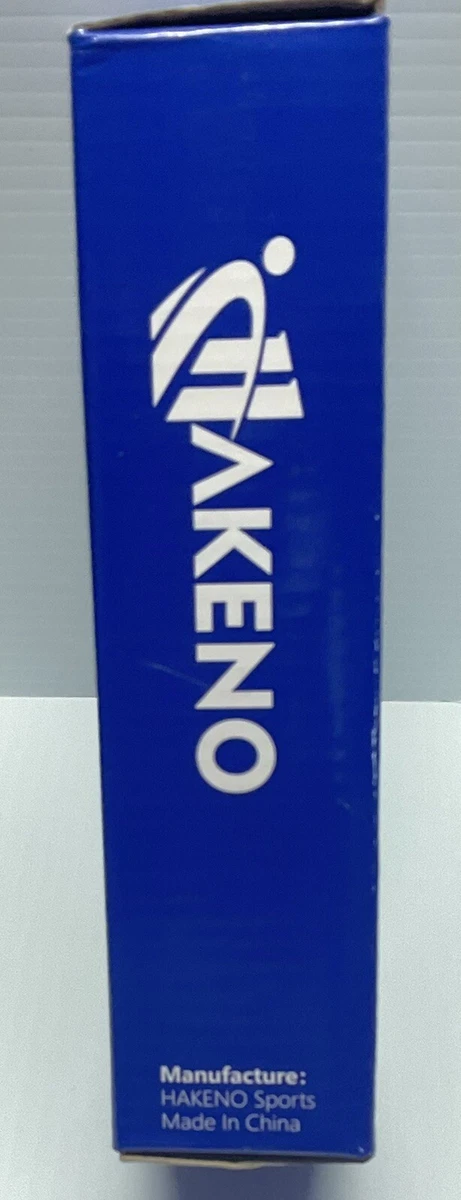 HAKENO
Manufacture:
HAKENO Sports
Made In China